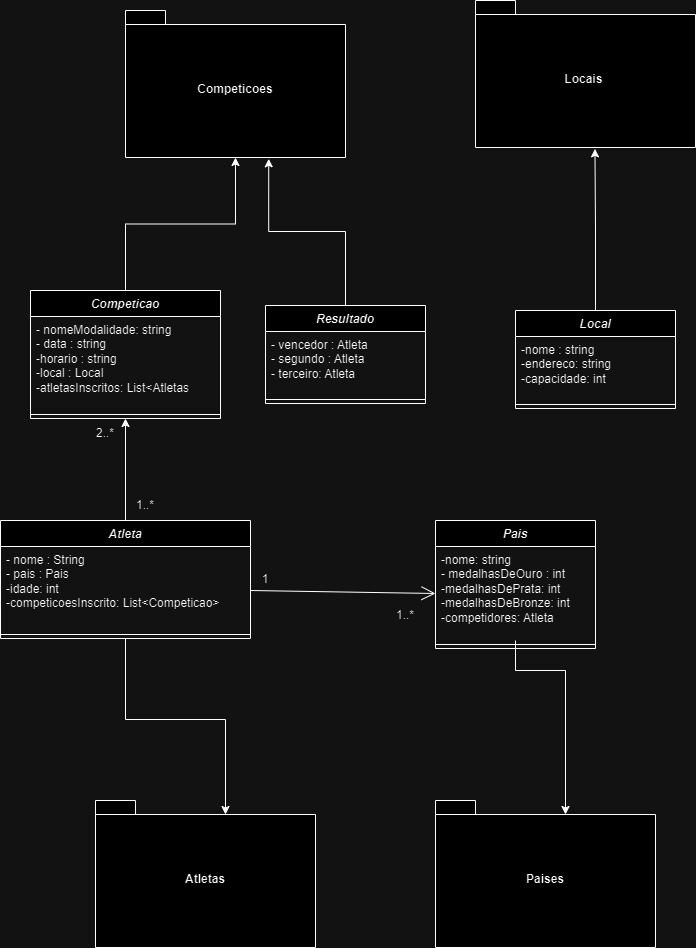 Competicoes
Locais
Competicao
- nomeModalidade: string
- data : string
-horario : string
-local : Local
-atletasInscritos: List<Atletas
Resultado
- vencedor : Atleta
- segundo : Atleta
- terceiro: Atleta
Local
-nome : string
-endereco: string
-capacidade: int
2..*
1..*
Atleta
- nome : String
- pais : Pais
-idade: int
-competicoesInscrito: List<Competicao>
1
1..*
Pais
-nome: string
- medalhasDeOuro : int
-medalhasDePrata: int
-medalhasDeBronze: int
-competidores: Atleta
Atletas
Paises